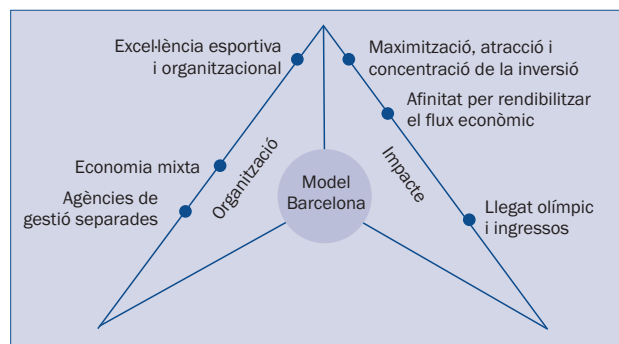 Excel·lència esportiva
i organitzacional
Maximització, atracció i
concentració de la inversió
Afinitat per rendibilitzar
el flux econòmic
Economia mixta
Agències de
gestió separades
Organització
Model
Barcelona
Impacte
Llegat olímpic
i ingressos